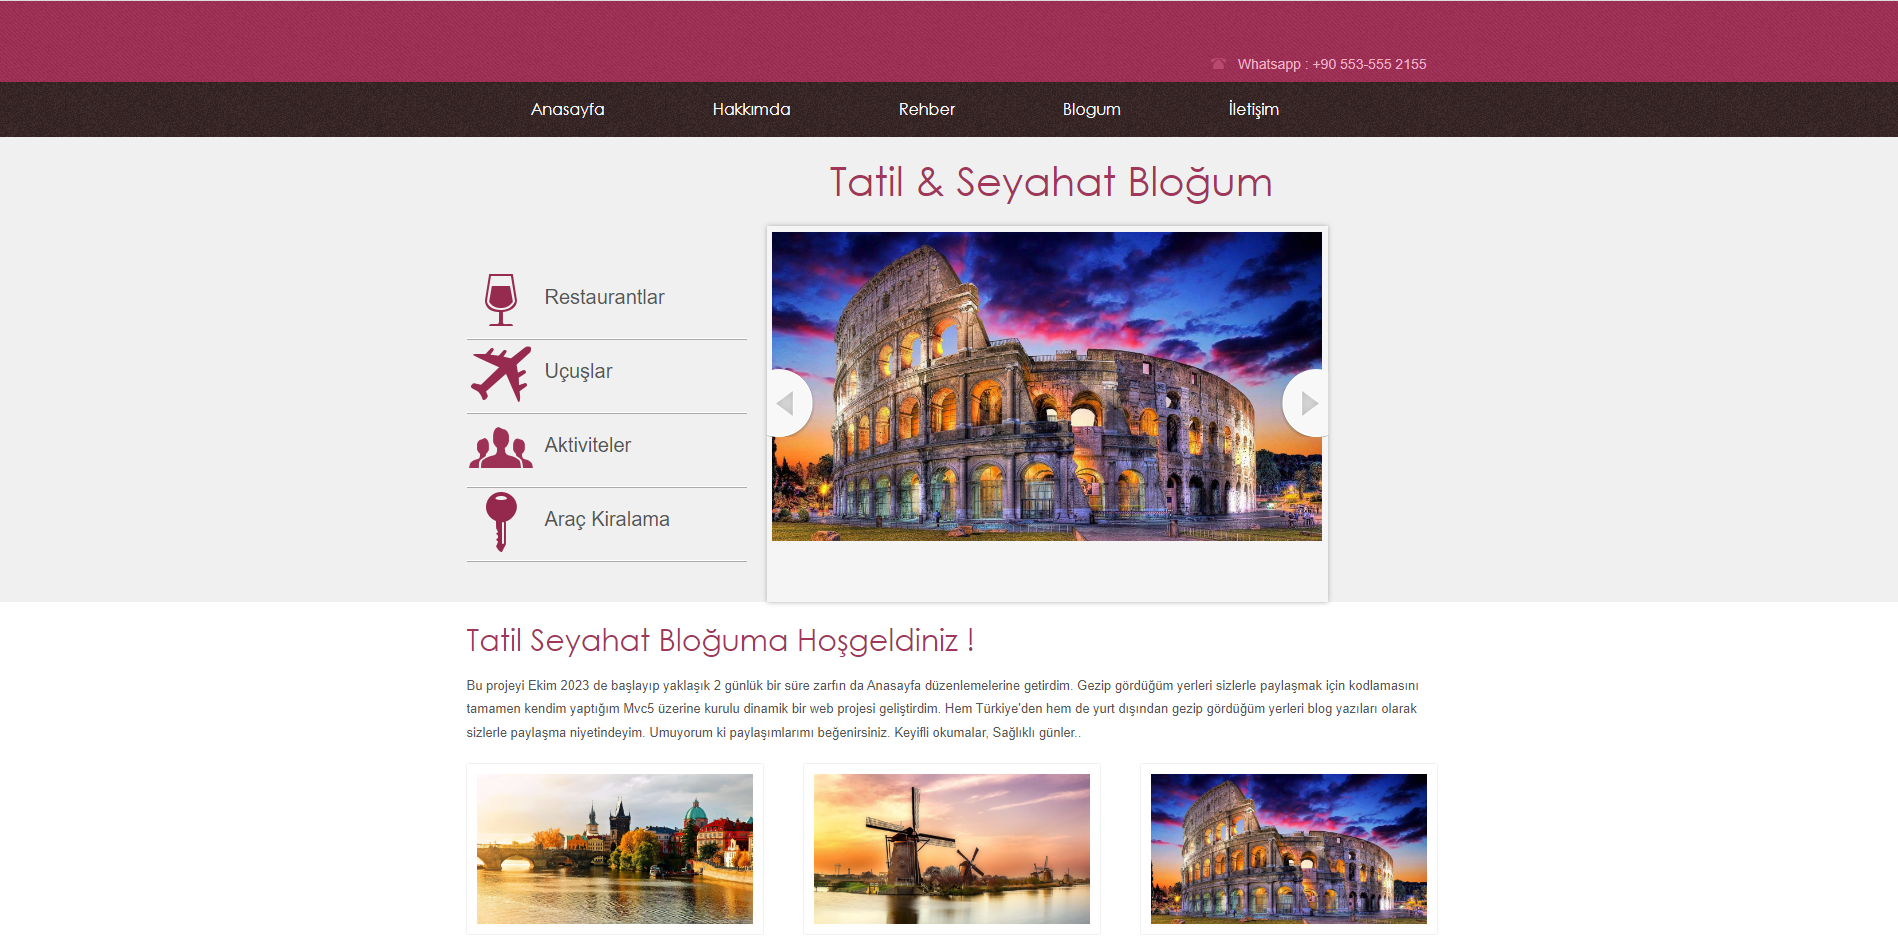 Whatsapp : +90 553-555 2155
Anasayfa Hakkımda Rehber Blogum İletişim
Tatil & Seyahat Bloğum
Restaurantlar
Uçuşlar
Aktiviteler
Araç Kiralama
Tatil Seyahat Bloğuma Hoşgeldiniz !
Bu projeyi Ekim 2023 de başlayıp yaklaşık 2 günlük bir süre zarfın da Anasayfa düzenlemelerine getirdim. Gezip gördüğüm yerleri sizlerle paylaşmak için kodlamasını
tamamen kendim yaptığım Mvc5 üzerine kurulu dinamik bir web projesi geliştirdim. Hem Türkiye'den hem de yurt dışından gezip gördüğüm yerleri blog yazıları olarak
sizlerle paylaşma niyetindeyim. Umuyorum ki paylaşımlarımı beğenirsiniz. Keyifli okumalar, Sağlıklı günler..